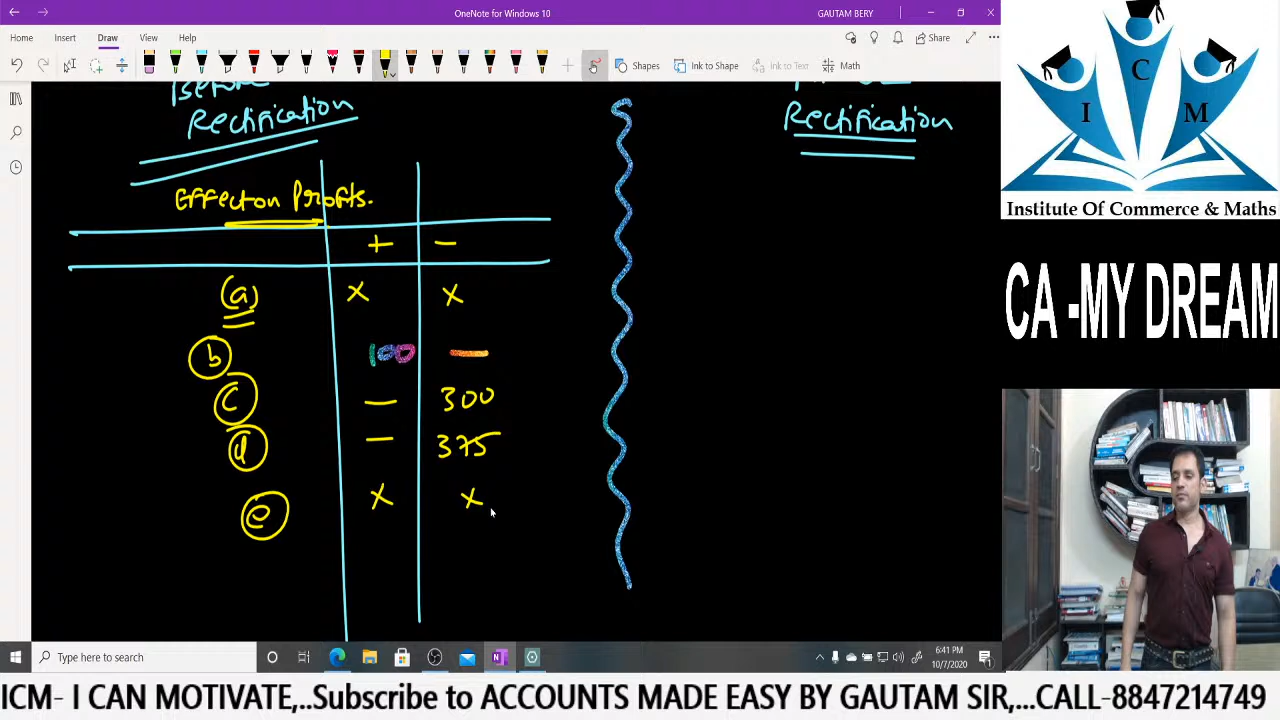 OneNote for Windows 10
GAUTAM BERY
Home Insert Draw View Help
Share
Shapes Ink to Shape Ink to Text Math
Before
Rectification
Rectification
Effect on Profits.
+ -
(a) x x
b 100 —
c — 300
d — 375
e x x
I C M
Institute Of Commerce & Maths
CA -MY DREAM
Type here to search
6:41 PM
10/7/2020
ICM- I CAN MOTIVATE,..Subscribe to ACCOUNTS MADE EASY BY GAUTAM SIR,...CALL-8847214749